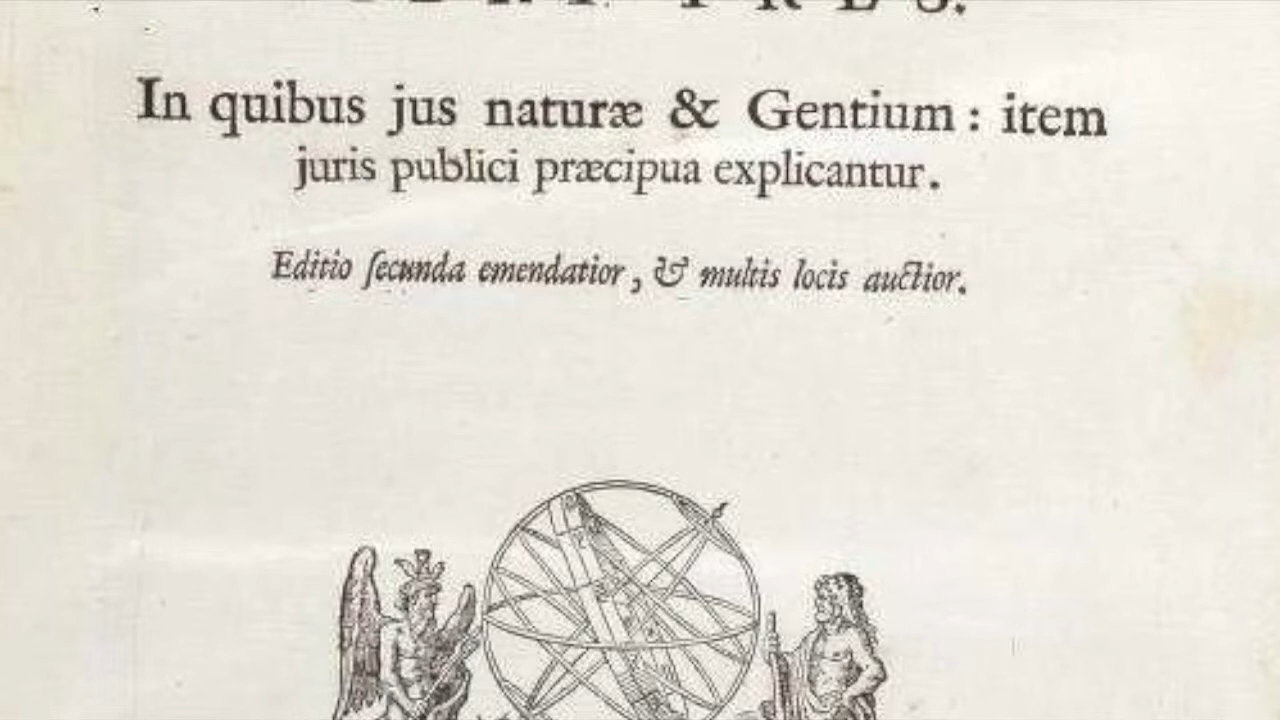 In quibus jus naturæ & Gentium : item
juris publici præcipua explicantur.
Editio ſecunda emendatior, & multis locis auctior.